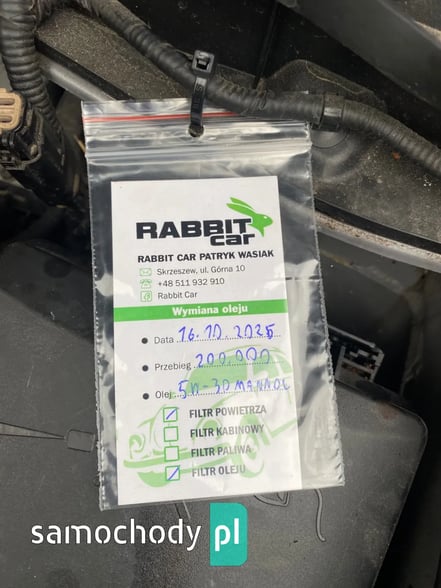 RABBIT
car
RABBIT CAR PATRYK WASIAK
Skrzeszew, ul. Górna 10
+48 511 932 910
Rabbit Car
Wymiana oleju
Data 16.10.2025
Przebieg 200.000
Olej 5W-30 MANNOL
FILTR POWIETRZA
FILTR KABINOWY
FILTR PALIWA
FILTR OLEJU
samochody pl